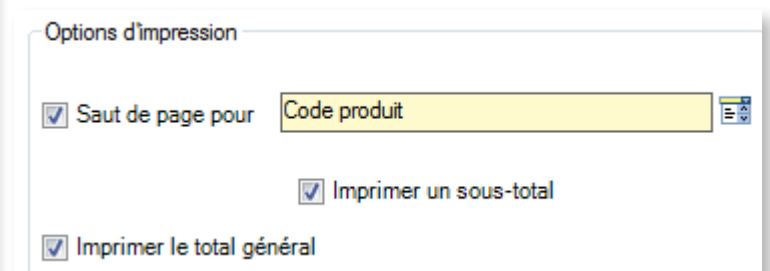 Options d'impression
Saut de page pour Code produit
Imprimer un sous-total
Imprimer le total général